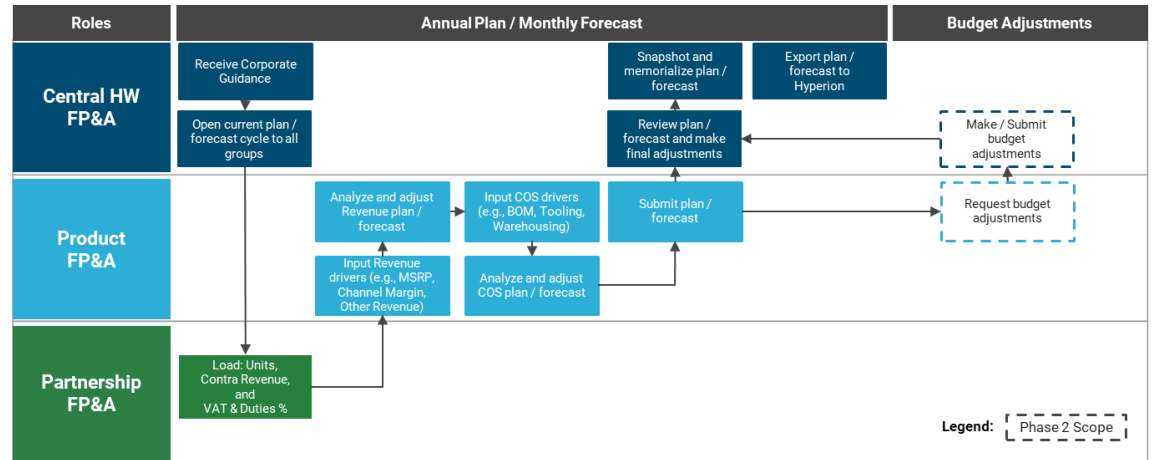 Roles
Annual Plan / Monthly Forecast
Budget Adjustments
Central HW
FP&A
Receive Corporate
Guidance
Snapshot and
memorialize plan /
forecast
Export plan /
forecast to
Hyperion
Open current plan /
forecast cycle to all
groups
Review plan /
forecast and make
final adjustments
Make / Submit
budget
adjustments
Product
FP&A
Analyze and adjust
Revenue plan /
forecast
Input COS drivers
(e.g., BOM, Tooling,
Warehousing)
Submit plan /
forecast
Request budget
adjustments
Input Revenue
drivers (e.g., MSRP,
Channel Margin,
Other Revenue)
Analyze and adjust
COS plan / forecast
Partnership
FP&A
Load: Units,
Contra Revenue,
and
VAT & Duties %
Legend:
Phase 2 Scope